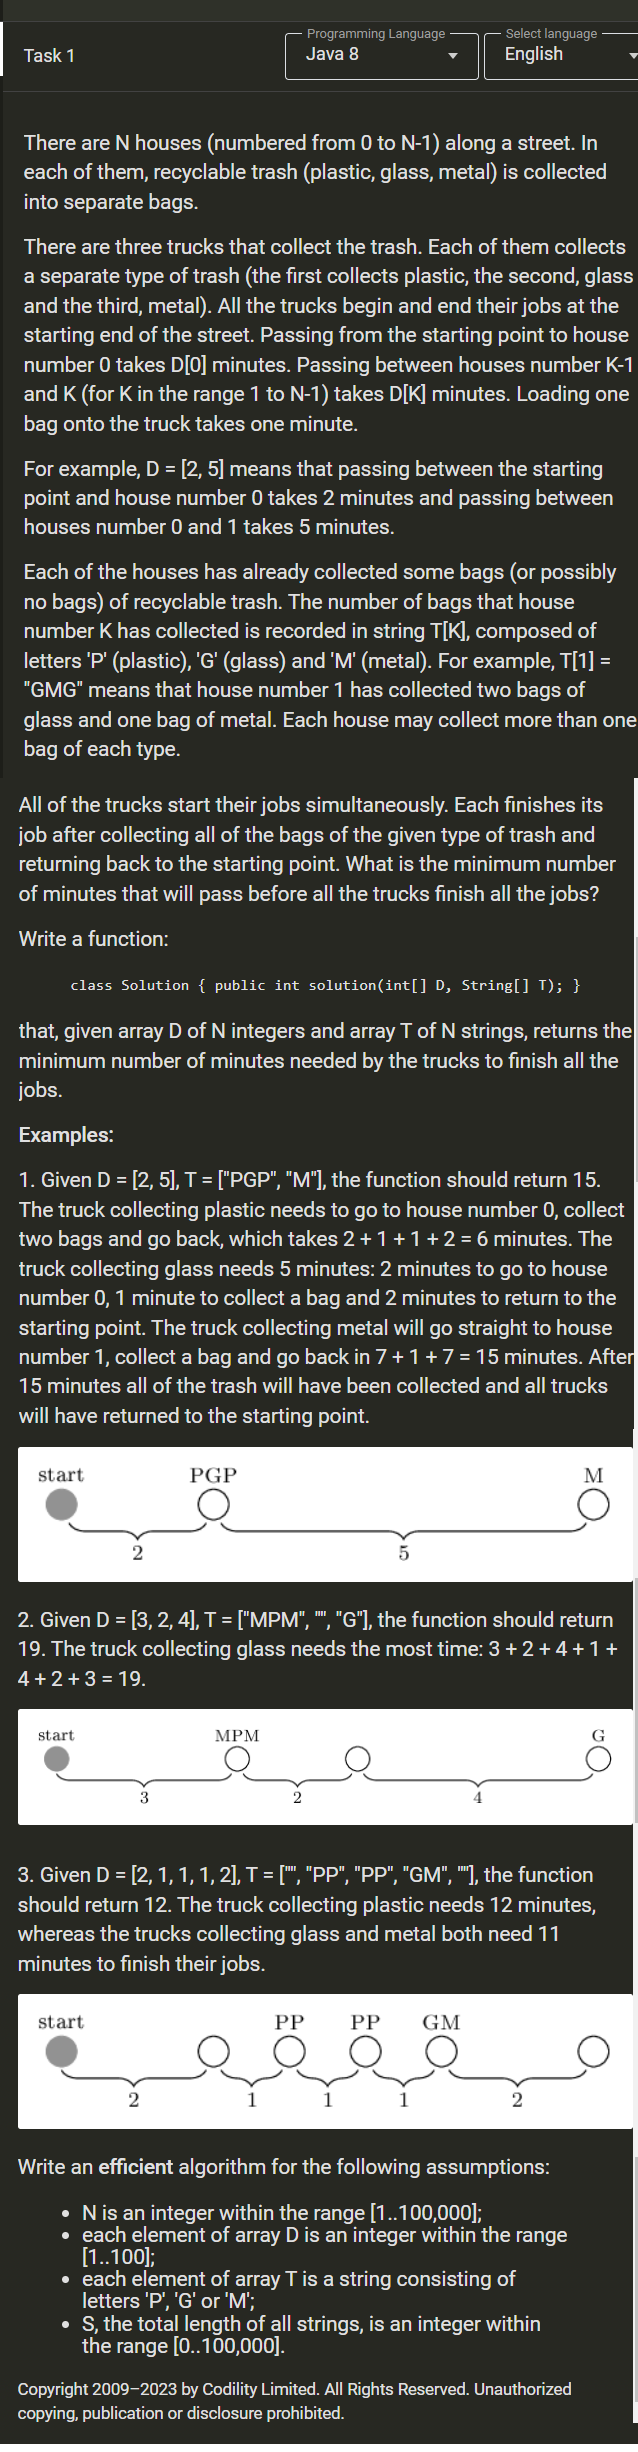 Task 1
Programming Language
Java 8
Select language
English
There are N houses (numbered from 0 to N-1) along a street. In
each of them, recyclable trash (plastic, glass, metal) is collected
into separate bags.
There are three trucks that collect the trash. Each of them collects
a separate type of trash (the first collects plastic, the second, glass
and the third, metal). All the trucks begin and end their jobs at the
starting end of the street. Passing from the starting point to house
number 0 takes D[0] minutes. Passing between houses number K-1
and K (for K in the range 1 to N-1) takes D[K] minutes. Loading one
bag onto the truck takes one minute.
For example, D = [2, 5] means that passing between the starting
point and house number 0 takes 2 minutes and passing between
houses number 0 and 1 takes 5 minutes.
Each of the houses has already collected some bags (or possibly
no bags) of recyclable trash. The number of bags that house
number K has collected is recorded in string T[K], composed of
letters 'P' (plastic), 'G' (glass) and 'M' (metal). For example, T[1] =
"GMG" means that house number 1 has collected two bags of
glass and one bag of metal. Each house may collect more than one
bag of each type.
All of the trucks start their jobs simultaneously. Each finishes its
job after collecting all of the bags of the given type of trash and
returning back to the starting point. What is the minimum number
of minutes that will pass before all the trucks finish all the jobs?
Write a function:
class Solution { public int solution(int[] D, String[] T); }
that, given array D of N integers and array T of N strings, returns the
minimum number of minutes needed by the trucks to finish all the
jobs.
Examples:
1. Given D = [2, 5], T = ["PGP", "M"], the function should return 15.
The truck collecting plastic needs to go to house number 0, collect
two bags and go back, which takes 2 + 1 + 1 + 2 = 6 minutes. The
truck collecting glass needs 5 minutes: 2 minutes to go to house
number 0, 1 minute to collect a bag and 2 minutes to return to the
starting point. The truck collecting metal will go straight to house
number 1, collect a bag and go back in 7 + 1 + 7 = 15 minutes. After
15 minutes all of the trash will have been collected and all trucks
will have returned to the starting point.
start PGP M
2 5
2. Given D = [3, 2, 4], T = ["MPM", "", "G"], the function should return
19. The truck collecting glass needs the most time: 3 + 2 + 4 + 1 +
4 + 2 + 3 = 19.
start MPM G
3 2 4
3. Given D = [2, 1, 1, 1, 2], T = ["", "PP", "PP", "GM", ""], the function
should return 12. The truck collecting plastic needs 12 minutes,
whereas the trucks collecting glass and metal both need 11
minutes to finish their jobs.
start PP PP GM
2 1 1 1 2
Write an efficient algorithm for the following assumptions:
• N is an integer within the range [1..100,000];
• each element of array D is an integer within the range
[1..100];
• each element of array T is a string consisting of
letters 'P', 'G' or 'M';
• S, the total length of all strings, is an integer within
the range [0..100,000].
Copyright 2009–2023 by Codility Limited. All Rights Reserved. Unauthorized
copying, publication or disclosure prohibited.